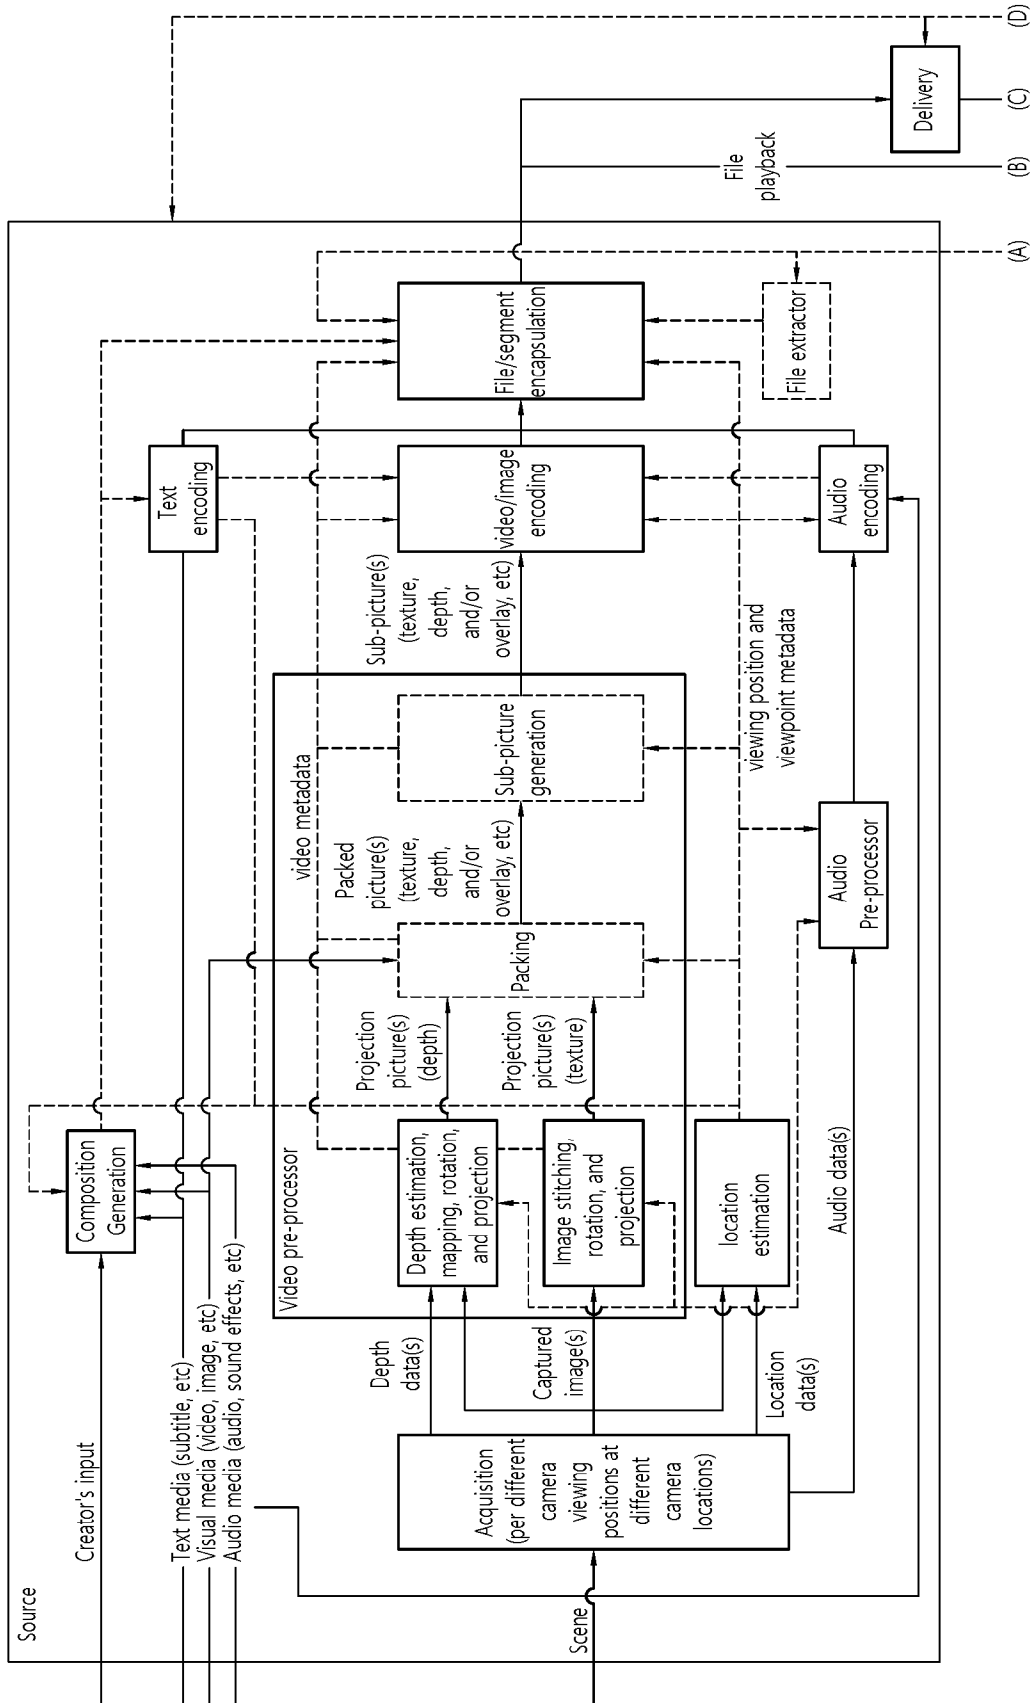 Source
Creator's input
Text media (subtitle, etc)
Visual media (video, image, etc)
Audio media (audio, sound effects, etc)
Scene
Composition
Generation
Acquisition
(per different
camera
viewing
positions at
different
camera
locations)
Depth
data(s)
Captured
image(s)
Location
data(s)
Audio data(s)
Video pre-processor
Depth estimation,
mapping, rotation,
and projection
Image stitching,
rotation, and
projection
location
estimation
Projection
picture(s)
(depth)
Projection
picture(s)
(texture)
Packing
video metadata
Packed
picture(s)
(texture,
depth,
and/or
overlay, etc)
Sub-picture
generation
Audio
Pre-processor
viewing position and
viewpoint metadata
Sub-picture(s)
(texture,
depth,
and/or
overlay, etc)
Text
encoding
video/image
encoding
Audio
encoding
File/segment
encapsulation
File extractor
File
playback
Delivery
(A)
(B)
(C)
(D)